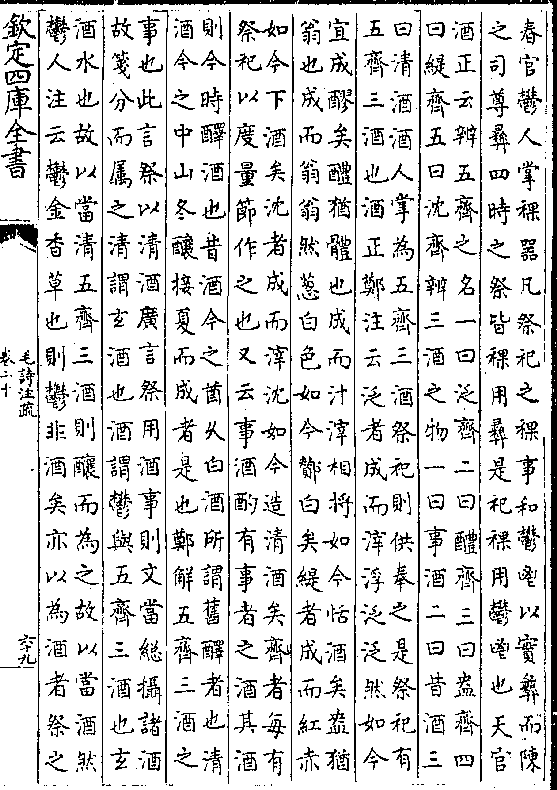 春官鬱人掌祼器凡祭祀之祼事和鬱鬯以實彝而陳
之司尊彝四時之祭皆祼用彝是祀祼用鬱鬯也天官
酒正云辨五齊之名一曰泛齊二曰醴齊三曰盎齊四
曰緹齊五曰沈齊辨三酒之物一曰事酒二曰昔酒三
曰清酒酒人掌為五齊三酒祭祀則供奉之是祭祀有
五齊三酒也酒正鄭注云泛者成而滓浮泛泛然如今
宜成醪矣醴猶體也成而汁滓相將如今恬酒矣盎猶
翁也成而翁翁然蔥白色如今酇白矣緹者成而紅赤
如今下酒矣沈者成而滓沈如今造清酒矣齊者每有
祭祀以度量節作之也又云事酒酌有事者之酒其酒
則今時醳酒也昔酒今之酋久白酒所謂舊醳者也清
酒今之中山冬釀接夏而成者是也鄭解五齊三酒之
事也此言祭以清酒廣言祭用酒事則文當總攝諸酒
故箋分而屬之清謂玄酒也酒謂鬱與五齊三酒也玄
酒水也故以當清五齊三酒則釀而為之故以當酒然
鬱人注云鬱金香草也則鬱非酒矣亦以為酒者祭之
欽定四庫全書
毛詩注疏
卷二十
六十九